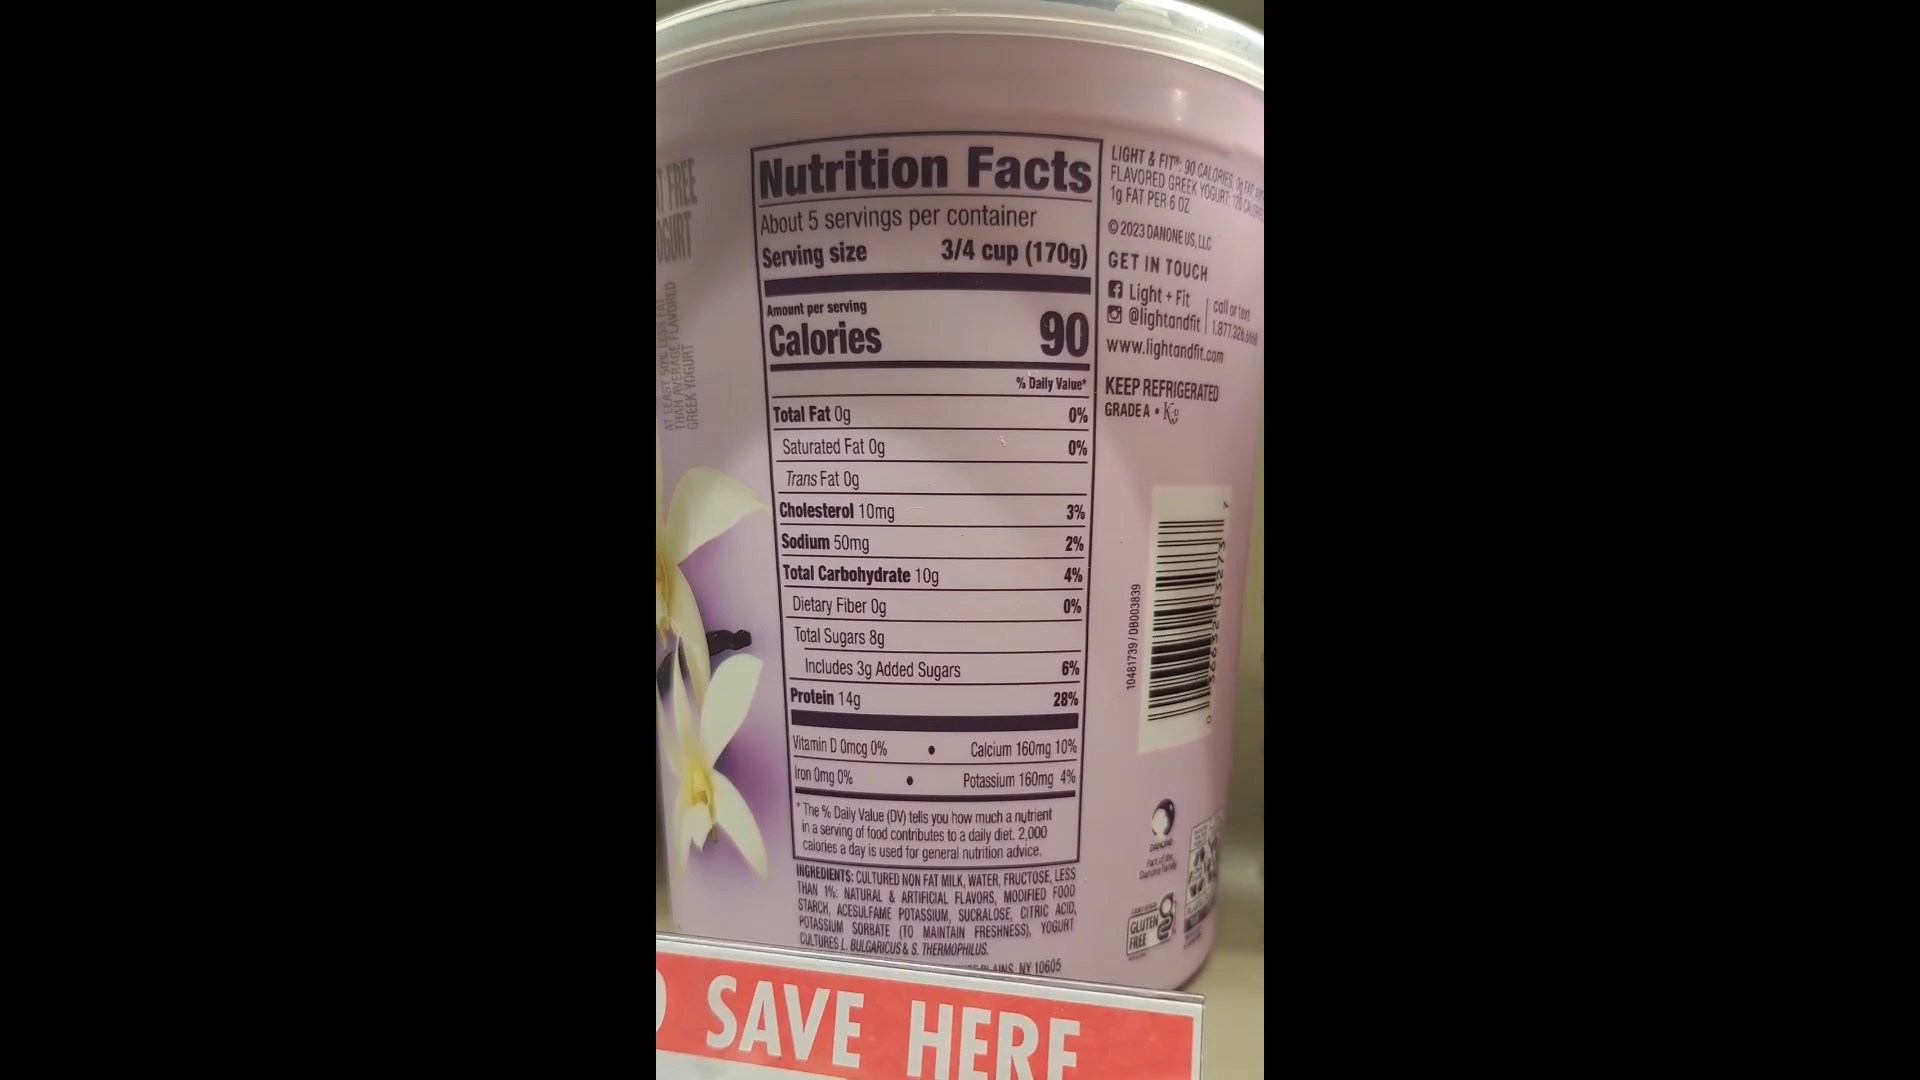 T FREE
OGURT
AT LEAST 50% LESS FAT
THAN AVERAGE FLAVORED
GREEK YOGURT
Nutrition Facts
About 5 servings per container
Serving size 3/4 cup (170g)
Amount per serving
Calories 90
% Daily Value*
Total Fat 0g 0%
Saturated Fat 0g 0%
Trans Fat 0g
Cholesterol 10mg 3%
Sodium 50mg 2%
Total Carbohydrate 10g 4%
Dietary Fiber 0g 0%
Total Sugars 8g
Includes 3g Added Sugars 6%
Protein 14g 28%
Vitamin D 0mcg 0% • Calcium 160mg 10%
Iron 0mg 0% • Potassium 160mg 4%
* The % Daily Value (DV) tells you how much a nutrient
in a serving of food contributes to a daily diet. 2,000
calories a day is used for general nutrition advice.
INGREDIENTS: CULTURED NON FAT MILK, WATER, FRUCTOSE, LESS
THAN 1%: NATURAL & ARTIFICIAL FLAVORS, MODIFIED FOOD
STARCH, ACESULFAME POTASSIUM, SUCRALOSE, CITRIC ACID,
POTASSIUM SORBATE (TO MAINTAIN FRESHNESS), YOGURT
CULTURES L. BULGARICUS & S. THERMOPHILUS.
PLAINS, NY 10605
LIGHT & FIT®: 90 CALORIES, 0g FAT
FLAVORED GREEK YOGURT: 120
1g FAT PER 6 OZ
© 2023 DANONE US, LLC
GET IN TOUCH
Light + Fit
@lightandfit
call or text
1.877.326.6668
www.lightandfit.com
KEEP REFRIGERATED
GRADE A •
10481739 / DB003839
0 36632 03273 7
DANONE
Part of the
Danone Family
GLUTEN
FREE
SAVE HERE